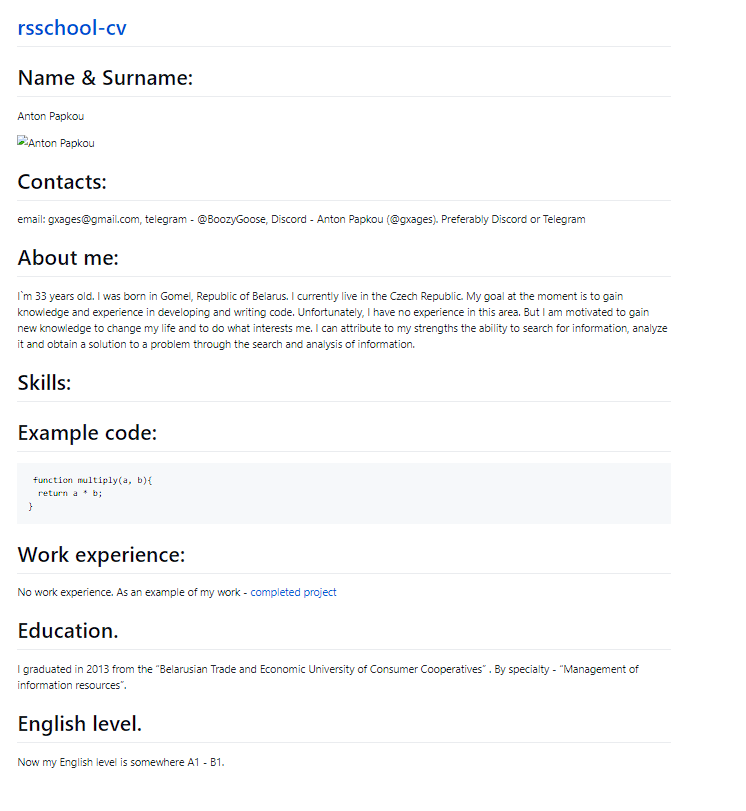 rsschool-cv
Name & Surname:
Anton Papkou
Anton Papkou
Contacts:
email: gxages@gmail.com, telegram - @BoozyGoose, Discord - Anton Papkou (@gxages). Preferably Discord or Telegram
About me:
I`m 33 years old. I was born in Gomel, Republic of Belarus. I currently live in the Czech Republic. My goal at the moment is to gain
knowledge and experience in developing and writing code. Unfortunately, I have no experience in this area. But I am motivated to gain
new knowledge to change my life and to do what interests me. I can attribute to my strengths the ability to search for information, analyze
it and obtain a solution to a problem through the search and analysis of information.
Skills:
Example code:
function multiply(a, b){
return a * b;
}
Work experience:
No work experience. As an example of my work - completed project
Education.
I graduated in 2013 from the “Belarusian Trade and Economic University of Consumer Cooperatives” . By specialty - “Management of
information resources”.
English level.
Now my English level is somewhere A1 - B1.